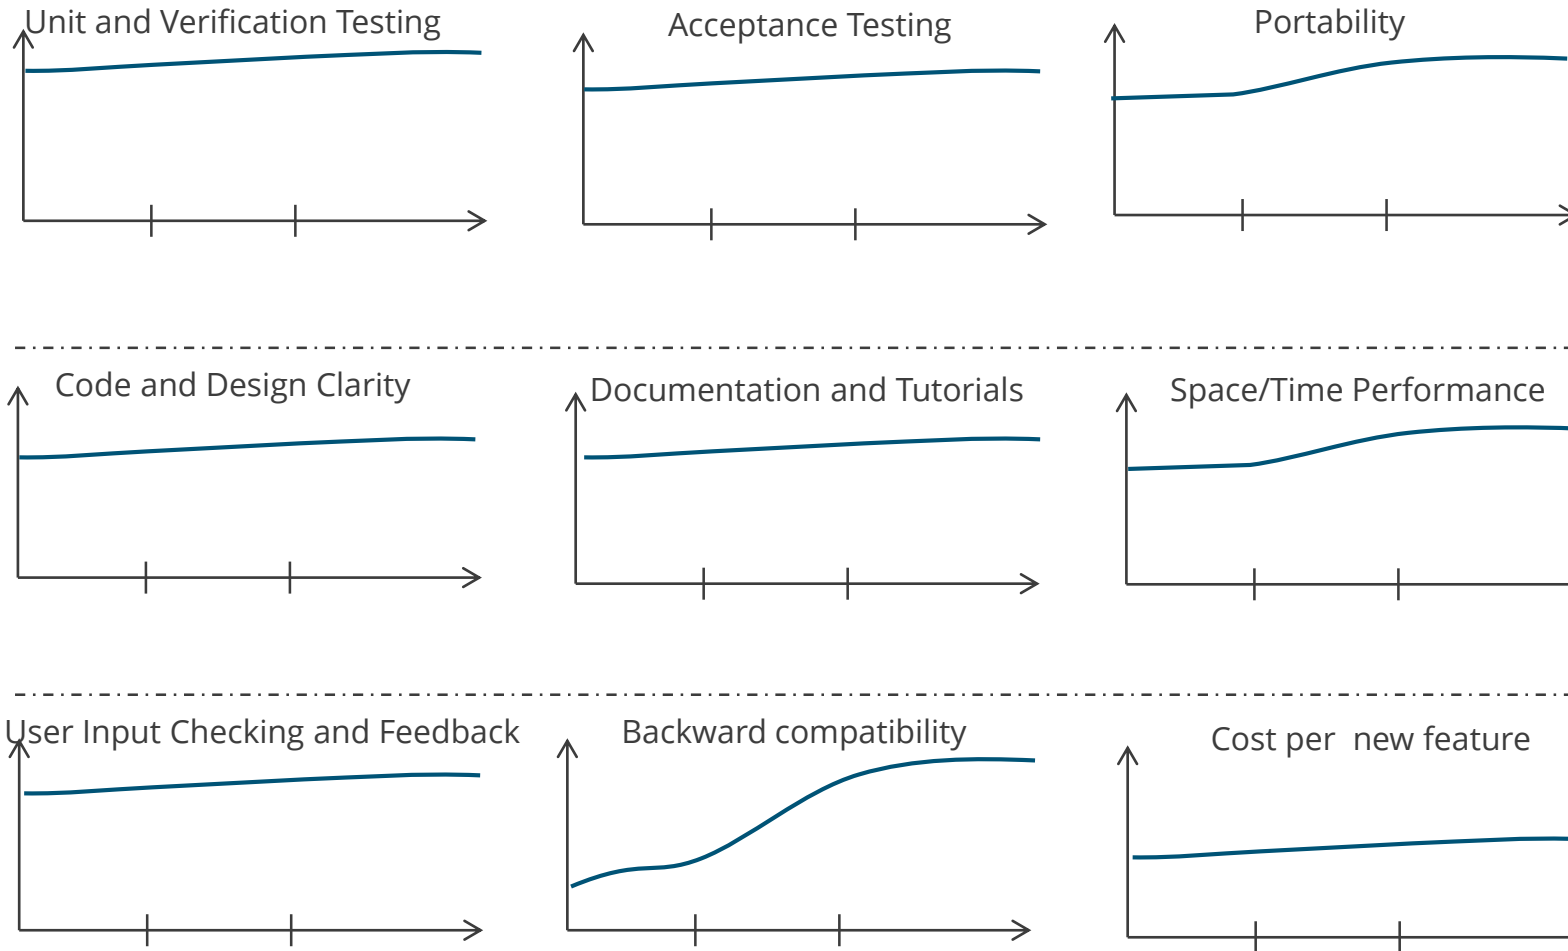 Unit and Verification Testing
Acceptance Testing
Portability
Code and Design Clarity
Documentation and Tutorials
Space/Time Performance
User Input Checking and Feedback
Backward compatibility
Cost per  new feature